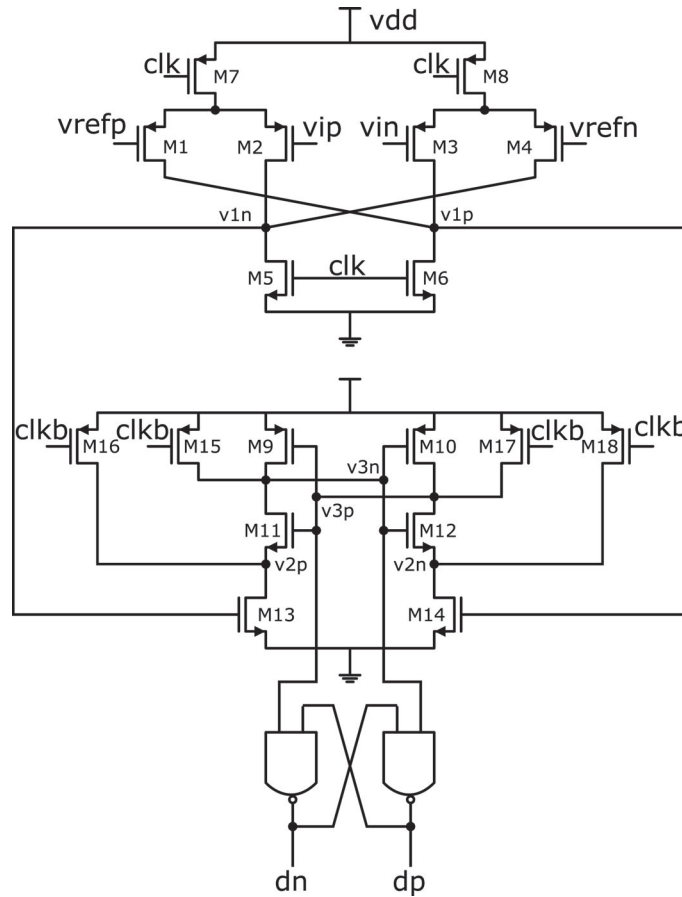 vdd
clk M7 clk M8
vrefp M1 M2 vip vin M3 M4 vrefn
v1n v1p
M5 clk M6
clkb M16 clkb M15 M9 M10 M17 clkb M18 clkb
v3n
v3p
M11 M12
v2p v2n
M13 M14
dn dp